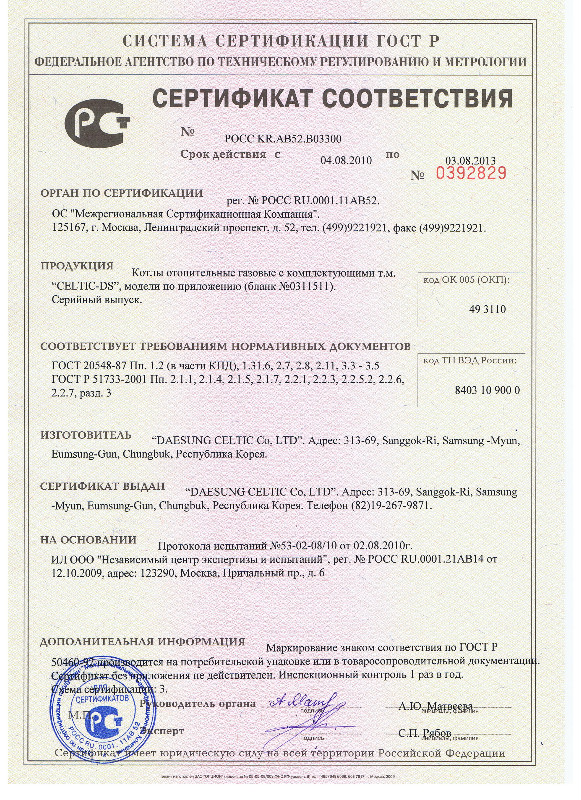 СИСТЕМА СЕРТИФИКАЦИИ ГОСТ Р
ФЕДЕРАЛЬНОЕ АГЕНТСТВО ПО ТЕХНИЧЕСКОМУ РЕГУЛИРОВАНИЮ И МЕТРОЛОГИИ
СЕРТИФИКАТ СООТВЕТСТВИЯ
№ РОСС KR.АВ52.В03300
Срок действия с 04.08.2010 по 03.08.2013
№ 0392829
ОРГАН ПО СЕРТИФИКАЦИИ рег. № РОСС RU.0001.11АВ52.
ОС "Межрегиональная Сертификационная Компания".
125167, г. Москва, Ленинградский проспект, д. 52, тел. (499)9221921, факс (499)9221921.
ПРОДУКЦИЯ Котлы отопительные газовые с комплектующими т.м.
“CELTIC-DS”, модели по приложению (бланк №0311511).
Серийный выпуск.
код ОК 005 (ОКП):
49 3110
СООТВЕТСТВУЕТ ТРЕБОВАНИЯМ НОРМАТИВНЫХ ДОКУМЕНТОВ
ГОСТ 20548-87 Пп. 1.2 (в части КПД), 1.31.6, 2.7, 2.8, 2.11, 3.3 - 3.5
ГОСТ Р 51733-2001 Пп. 2.1.1, 2.1.4, 2.1.5, 2.1.7, 2.2.1, 2.2.3, 2.2.5.2, 2.2.6,
2.2.7, разд. 3
код ТН ВЭД России:
8403 10 900 0
ИЗГОТОВИТЕЛЬ “DAESUNG CELTIC Co, LTD”. Адрес: 313-69, Sanggok-Ri, Samsung -Myun,
Eumsung-Gun, Chungbuk, Республика Корея.
СЕРТИФИКАТ ВЫДАН “DAESUNG CELTIC Co, LTD”. Адрес: 313-69, Sanggok-Ri, Samsung
-Myun, Eumsung-Gun, Chungbuk, Республика Корея. Телефон (82)19-267-9871.
НА ОСНОВАНИИ Протокола испытаний №53-02-08/10 от 02.08.2010г.
ИЛ ООО "Независимый центр экспертизы и испытаний", рег. № РОСС RU.0001.21АВ14 от
12.10.2009, адрес: 123290, Москва, Причальный пр., д. 6
ДОПОЛНИТЕЛЬНАЯ ИНФОРМАЦИЯ Маркирование знаком соответствия по ГОСТ Р
50460-92 производится на потребительской упаковке или в товаросопроводительной документации.
Сертификат без приложения не действителен. Инспекционный контроль 1 раз в год.
Схема сертификации: 3.
ДЛЯ СЕРТИФИКАТОВ
РОСС RU.0001.11АВ52
М.П.
Руководитель органа А.Ю. Матвеева
подпись
Эксперт С.П. Рябов
подпись инициалы, фамилия
Сертификат имеет юридическую силу на всей территории Российской Федерации